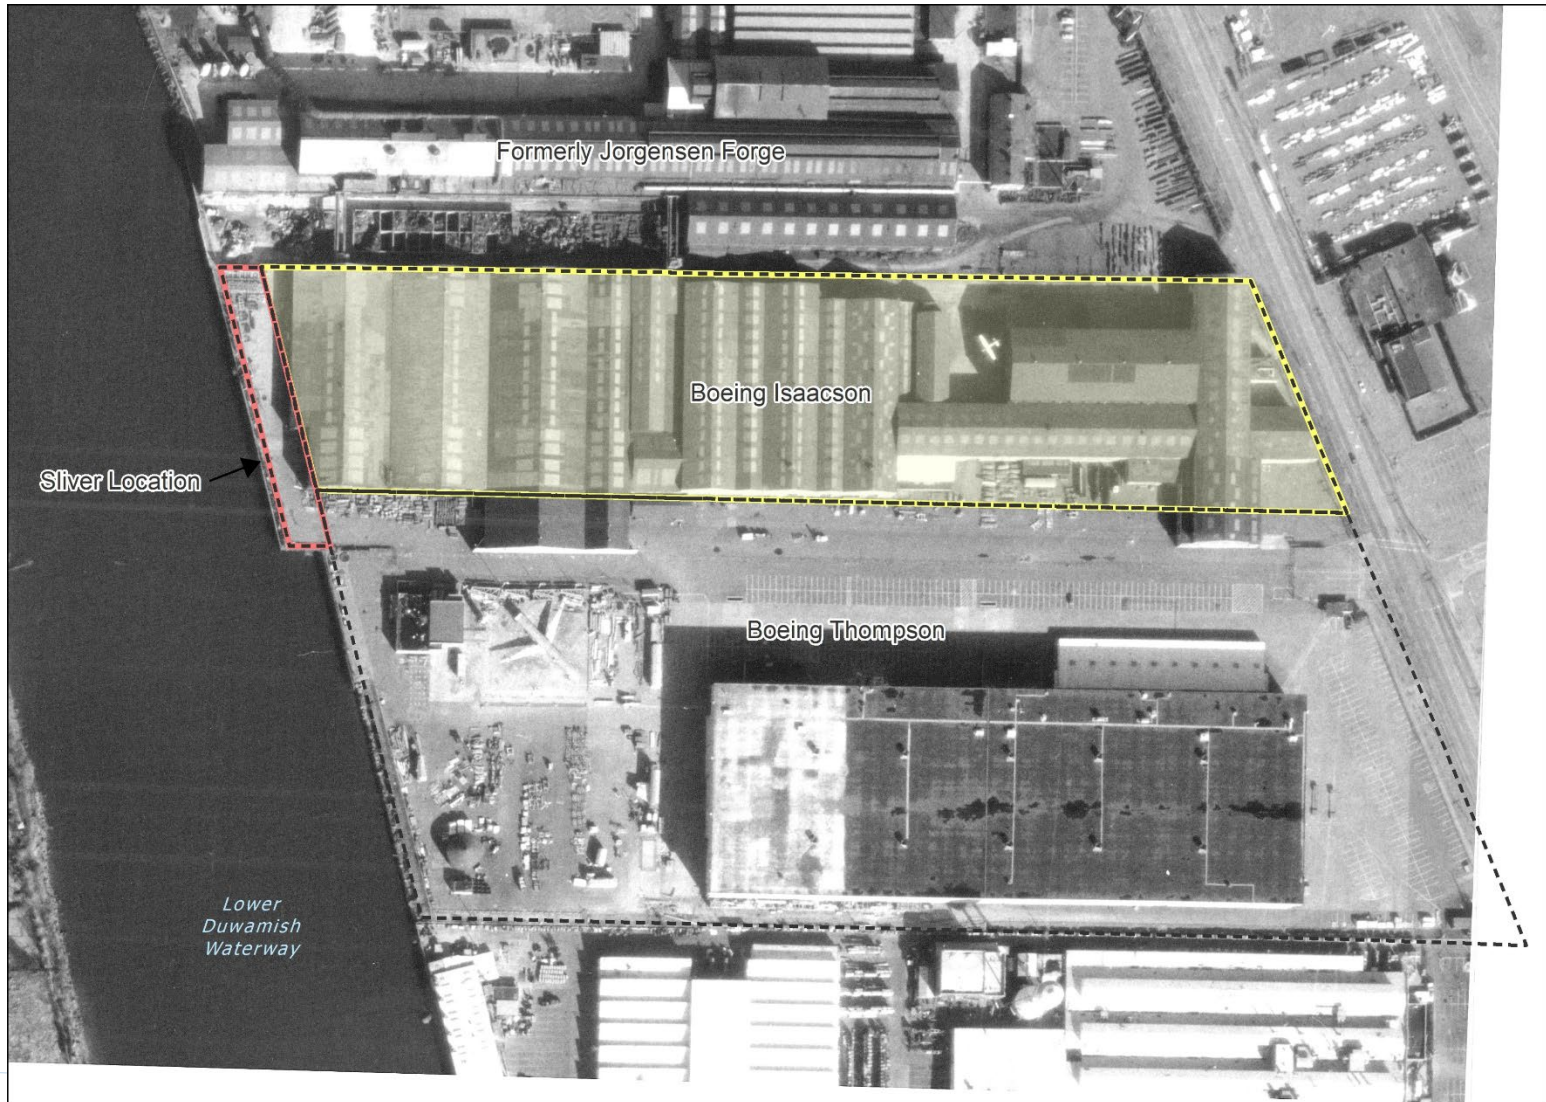 Formerly Jorgensen Forge
Boeing Isaacson
Sliver Location
Boeing Thompson
Lower
Duwamish
Waterway